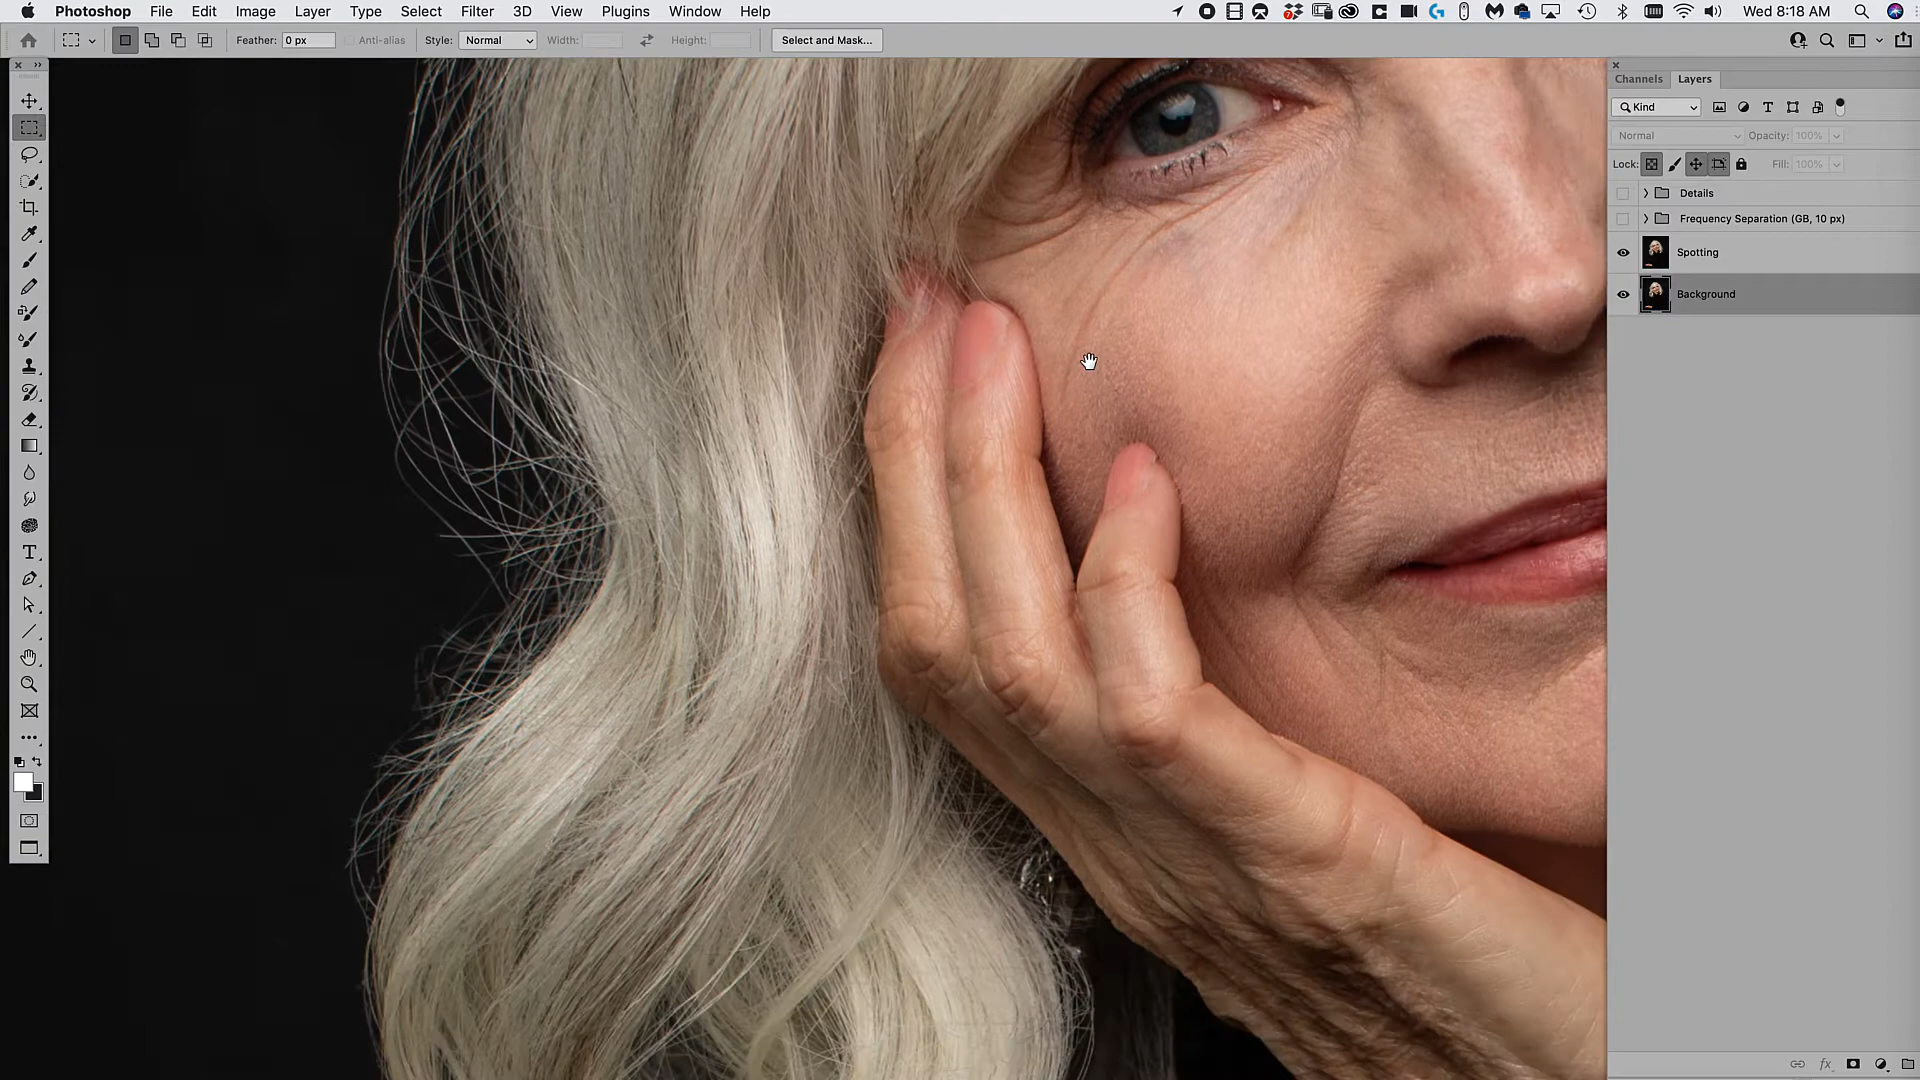 Photoshop File Edit Image Layer Type Select Filter 3D View Plugins Window Help Wed 8:18 AM
Feather: 0 px Anti-alias Style: Normal Width: Height: Select and Mask...
Channels Layers
Kind
Normal Opacity: 100%
Lock: Fill: 100%
Details
Frequency Separation (GB, 10 px)
Spotting
Background